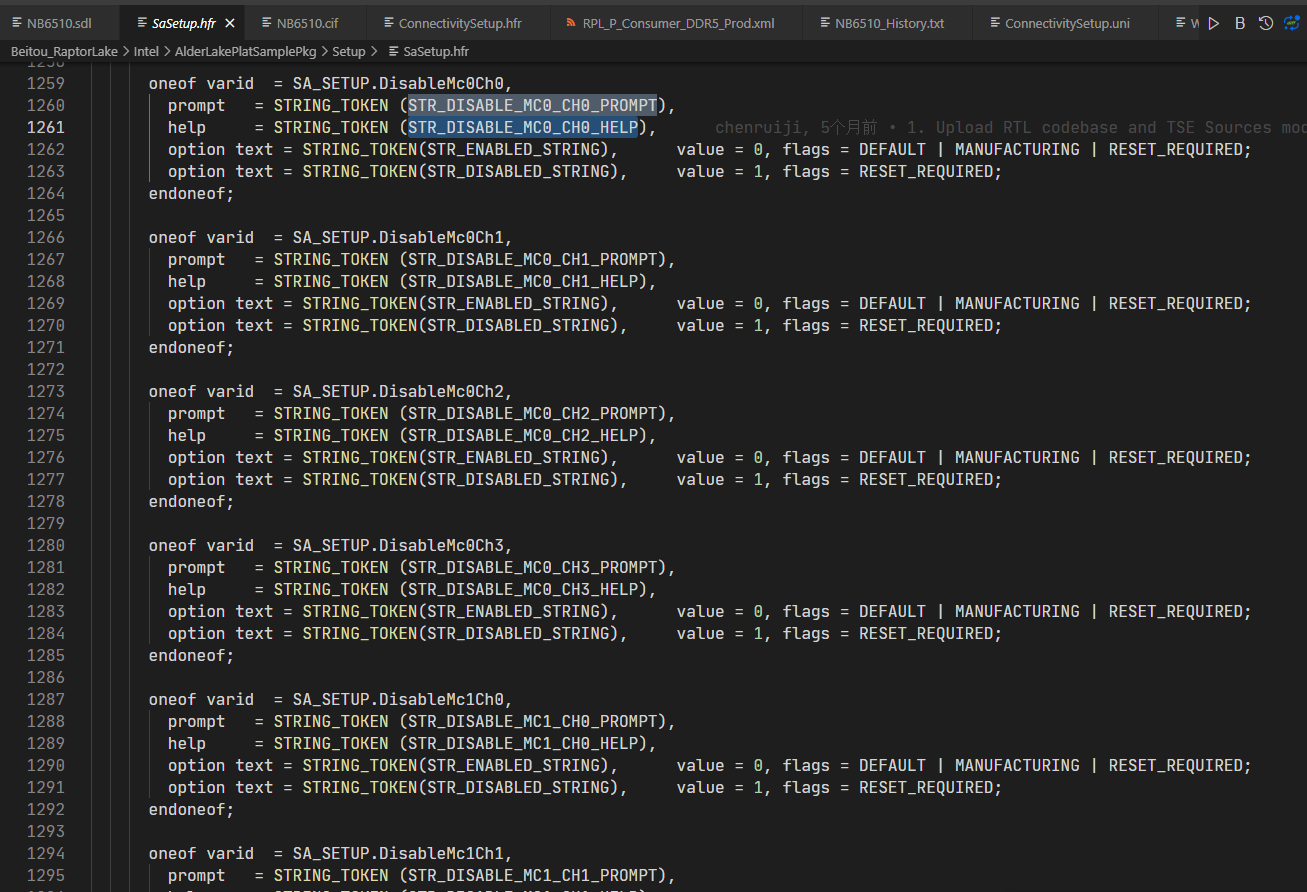 NB6510.sdl SaSetup.hfr NB6510.cif ConnectivitySetup.hfr RPL_P_Consumer_DDR5_Prod.xml NB6510_History.txt ConnectivitySetup.uni
Beitou_RaptorLake > Intel > AlderLakePlatSamplePkg > Setup > SaSetup.hfr
1258
1259 oneof varid = SA_SETUP.DisableMc0Ch0,
1260 prompt = STRING_TOKEN (STR_DISABLE_MC0_CH0_PROMPT),
1261 help = STRING_TOKEN (STR_DISABLE_MC0_CH0_HELP), chenruiji, 5个月前 • 1. Upload RTL codebase and TSE Sources mod
1262 option text = STRING_TOKEN(STR_ENABLED_STRING), value = 0, flags = DEFAULT | MANUFACTURING | RESET_REQUIRED;
1263 option text = STRING_TOKEN(STR_DISABLED_STRING), value = 1, flags = RESET_REQUIRED;
1264 endoneof;
1265
1266 oneof varid = SA_SETUP.DisableMc0Ch1,
1267 prompt = STRING_TOKEN (STR_DISABLE_MC0_CH1_PROMPT),
1268 help = STRING_TOKEN (STR_DISABLE_MC0_CH1_HELP),
1269 option text = STRING_TOKEN(STR_ENABLED_STRING), value = 0, flags = DEFAULT | MANUFACTURING | RESET_REQUIRED;
1270 option text = STRING_TOKEN(STR_DISABLED_STRING), value = 1, flags = RESET_REQUIRED;
1271 endoneof;
1272
1273 oneof varid = SA_SETUP.DisableMc0Ch2,
1274 prompt = STRING_TOKEN (STR_DISABLE_MC0_CH2_PROMPT),
1275 help = STRING_TOKEN (STR_DISABLE_MC0_CH2_HELP),
1276 option text = STRING_TOKEN(STR_ENABLED_STRING), value = 0, flags = DEFAULT | MANUFACTURING | RESET_REQUIRED;
1277 option text = STRING_TOKEN(STR_DISABLED_STRING), value = 1, flags = RESET_REQUIRED;
1278 endoneof;
1279
1280 oneof varid = SA_SETUP.DisableMc0Ch3,
1281 prompt = STRING_TOKEN (STR_DISABLE_MC0_CH3_PROMPT),
1282 help = STRING_TOKEN (STR_DISABLE_MC0_CH3_HELP),
1283 option text = STRING_TOKEN(STR_ENABLED_STRING), value = 0, flags = DEFAULT | MANUFACTURING | RESET_REQUIRED;
1284 option text = STRING_TOKEN(STR_DISABLED_STRING), value = 1, flags = RESET_REQUIRED;
1285 endoneof;
1286
1287 oneof varid = SA_SETUP.DisableMc1Ch0,
1288 prompt = STRING_TOKEN (STR_DISABLE_MC1_CH0_PROMPT),
1289 help = STRING_TOKEN (STR_DISABLE_MC1_CH0_HELP),
1290 option text = STRING_TOKEN(STR_ENABLED_STRING), value = 0, flags = DEFAULT | MANUFACTURING | RESET_REQUIRED;
1291 option text = STRING_TOKEN(STR_DISABLED_STRING), value = 1, flags = RESET_REQUIRED;
1292 endoneof;
1293
1294 oneof varid = SA_SETUP.DisableMc1Ch1,
1295 prompt = STRING_TOKEN (STR_DISABLE_MC1_CH1_PROMPT),